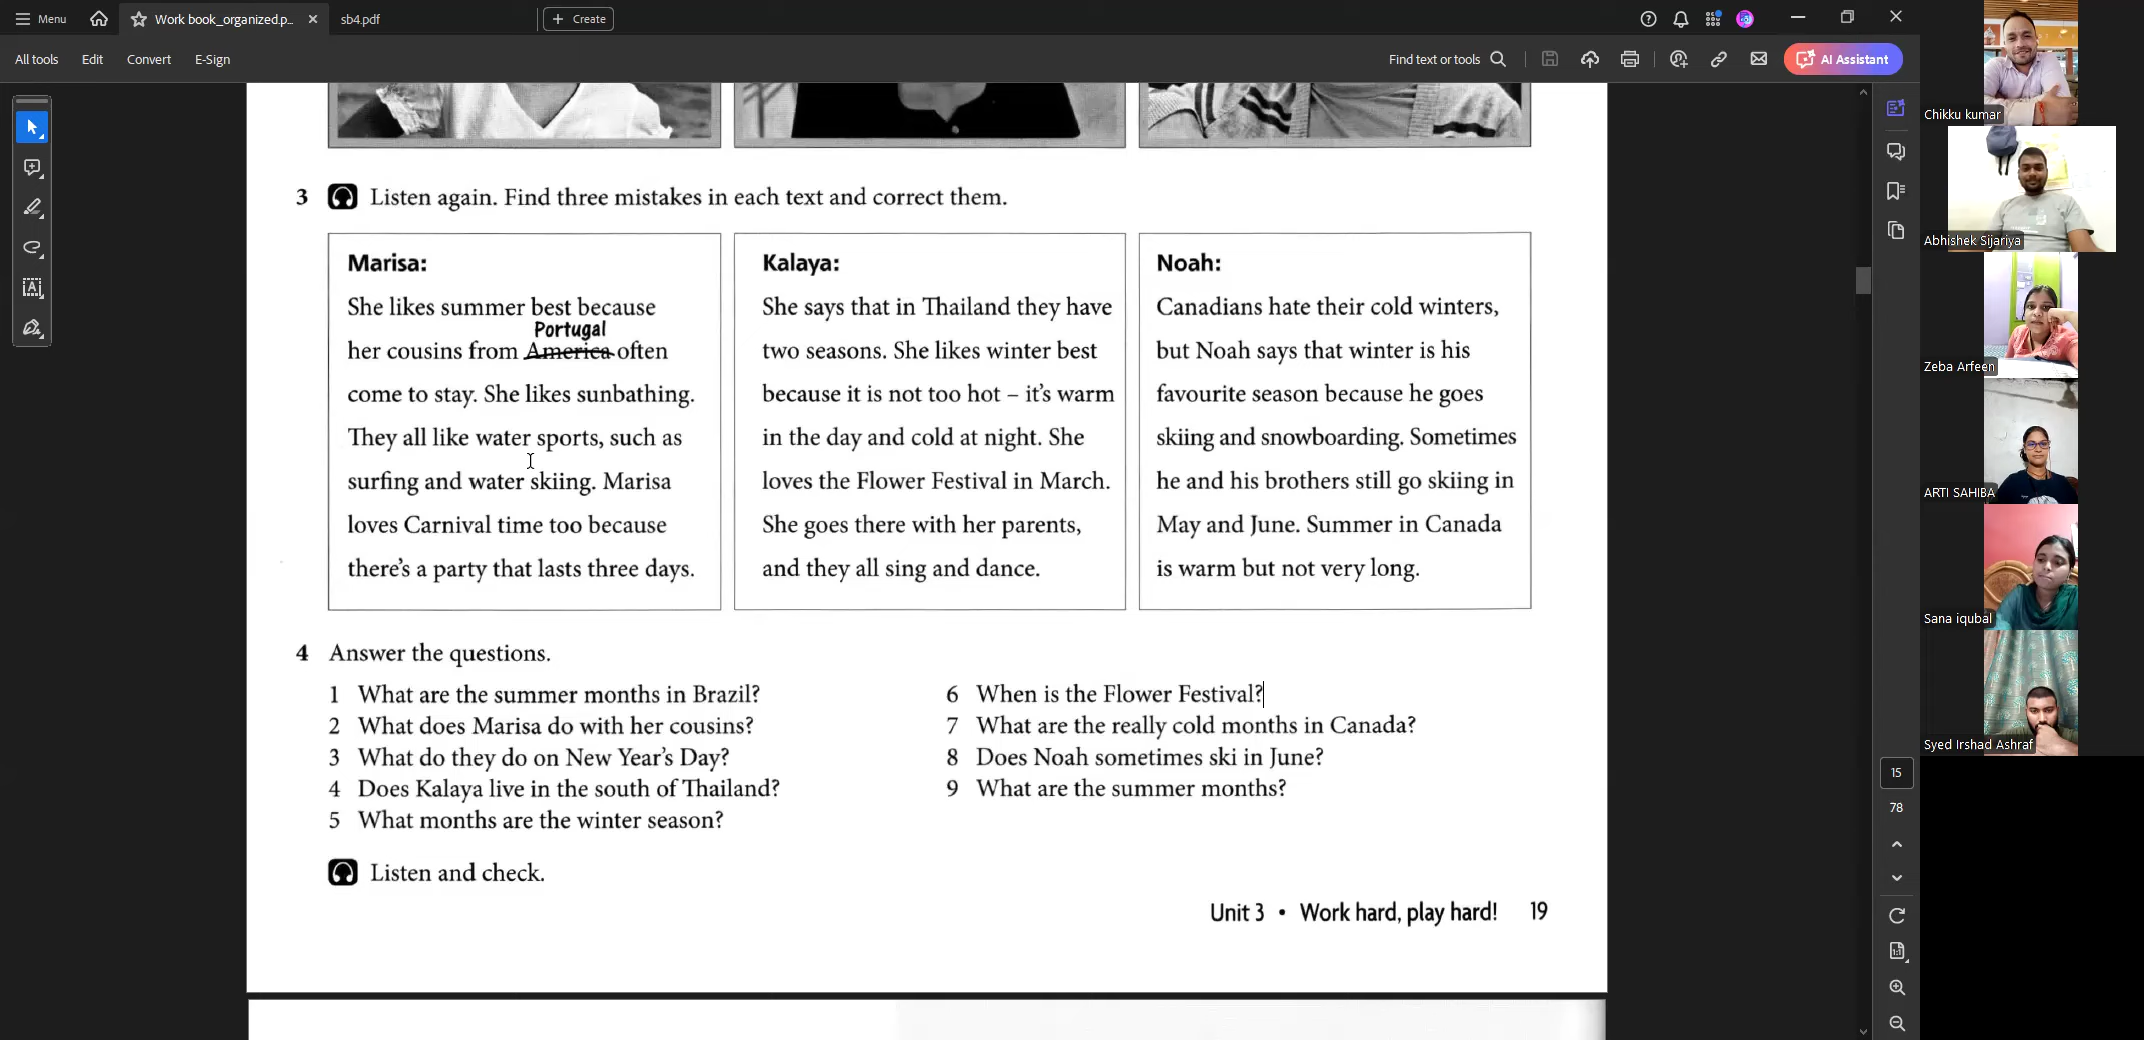 Menu
Work book_organized.p...
sb4.pdf
Create
All tools
Edit
Convert
E-Sign
Find text or tools
AI Assistant
3 Listen again. Find three mistakes in each text and correct them.
Marisa:
She likes summer best because
Portugal
her cousins from America often
come to stay. She likes sunbathing.
They all like water sports, such as
surfing and water skiing. Marisa
loves Carnival time too because
there's a party that lasts three days.
Kalaya:
She says that in Thailand they have
two seasons. She likes winter best
because it is not too hot – it's warm
in the day and cold at night. She
loves the Flower Festival in March.
She goes there with her parents,
and they all sing and dance.
Noah:
Canadians hate their cold winters,
but Noah says that winter is his
favourite season because he goes
skiing and snowboarding. Sometimes
he and his brothers still go skiing in
May and June. Summer in Canada
is warm but not very long.
4 Answer the questions.
1 What are the summer months in Brazil?
2 What does Marisa do with her cousins?
3 What do they do on New Year's Day?
4 Does Kalaya live in the south of Thailand?
5 What months are the winter season?
6 When is the Flower Festival?
7 What are the really cold months in Canada?
8 Does Noah sometimes ski in June?
9 What are the summer months?
Listen and check.
Unit 3 • Work hard, play hard! 19
15
78
Chikku kumar
Abhishek Sijariya
Zeba Arfeen
ARTI SAHIBA
Sana iqubal
Syed Irshad Ashraf